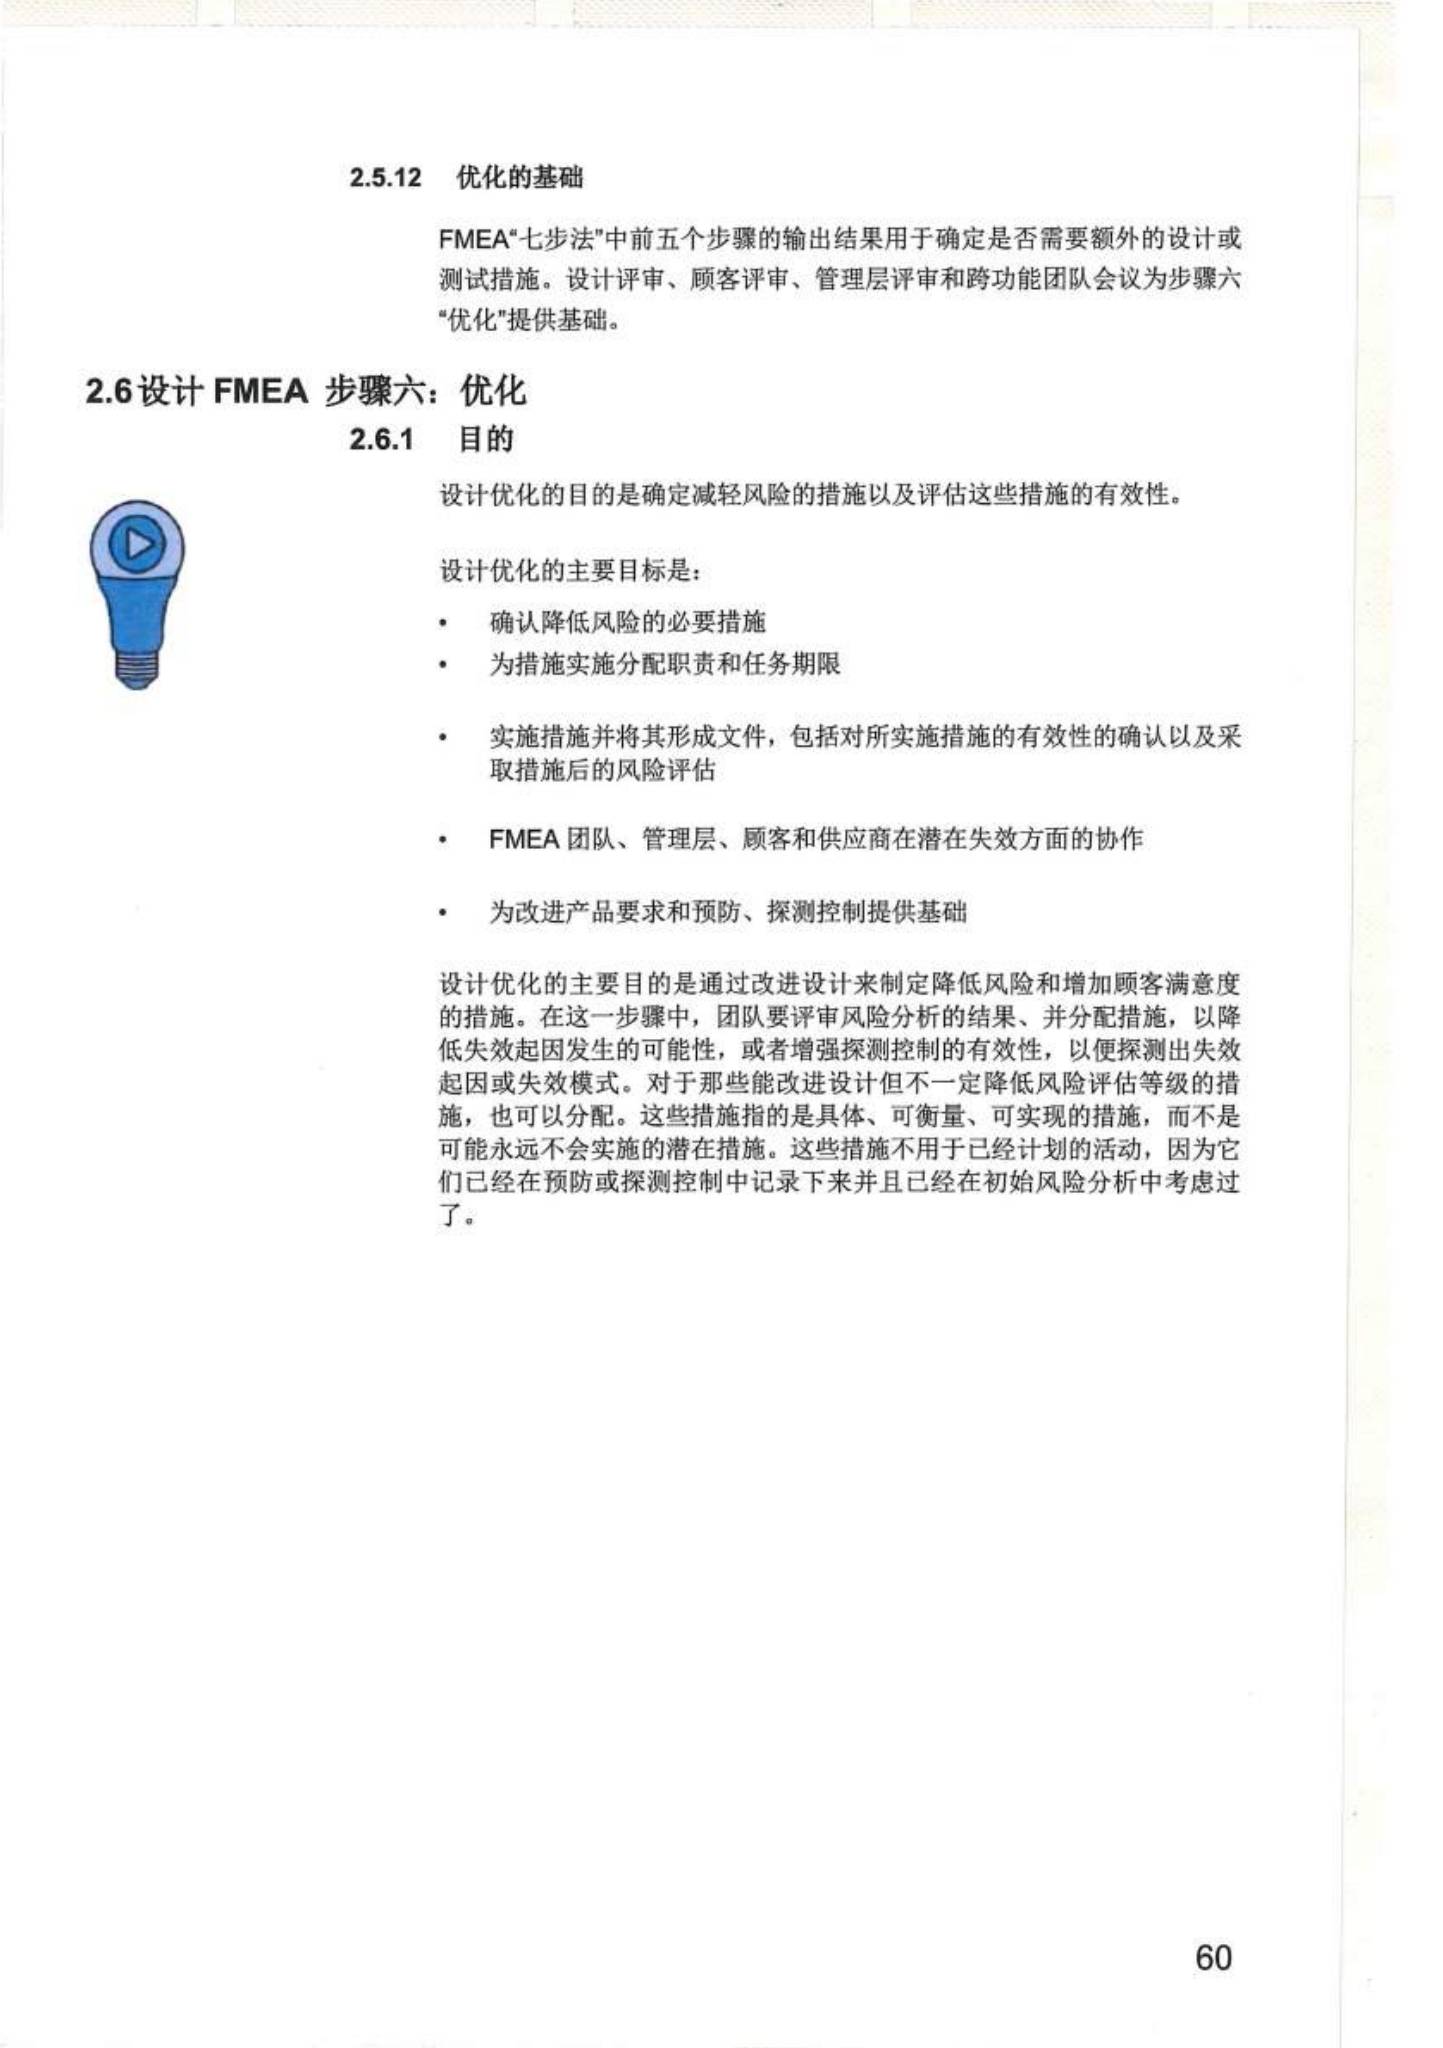 2.5.12 优化的基础
FMEA“七步法”中前五个步骤的输出结果用于确定是否需要额外的设计或
测试措施。设计评审、顾客评审、管理层评审和跨功能团队会议为步骤六
“优化”提供基础。
2.6设计 FMEA 步骤六：优化
2.6.1 目的
设计优化的目的是确定减轻风险的措施以及评估这些措施的有效性。
设计优化的主要目标是：
• 确认降低风险的必要措施
• 为措施实施分配职责和任务期限
• 实施措施并将其形成文件，包括对所实施措施的有效性的确认以及采
取措施后的风险评估
• FMEA 团队、管理层、顾客和供应商在潜在失效方面的协作
• 为改进产品要求和预防、探测控制提供基础
设计优化的主要目的是通过改进设计来制定降低风险和增加顾客满意度
的措施。在这一步骤中，团队要评审风险分析的结果、并分配措施，以降
低失效起因发生的可能性，或者增强探测控制的有效性，以便探测出失效
起因或失效模式。对于那些能改进设计但不一定降低风险评估等级的措
施，也可以分配。这些措施指的是具体、可衡量、可实现的措施，而不是
可能永远不会实施的潜在措施。这些措施不用于已经计划的活动，因为它
们已经在预防或探测控制中记录下来并且已经在初始风险分析中考虑过
了。
60